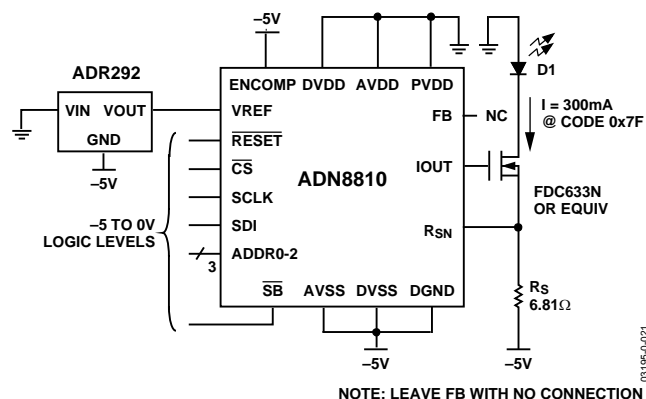 –5V
ADR292
VIN VOUT
GND
–5V
ENCOMP DVDD AVDD PVDD
VREF
RESET
CS
SCLK
SDI
ADDR0-2
3
–5 TO 0V
LOGIC LEVELS
ADN8810
FB
NC
IOUT
RSN
SB AVSS DVSS DGND
–5V
D1
I = 300mA
@ CODE 0x7F
FDC633N
OR EQUIV
RS
6.81Ω
–5V
03195-0-021
NOTE: LEAVE FB WITH NO CONNECTION